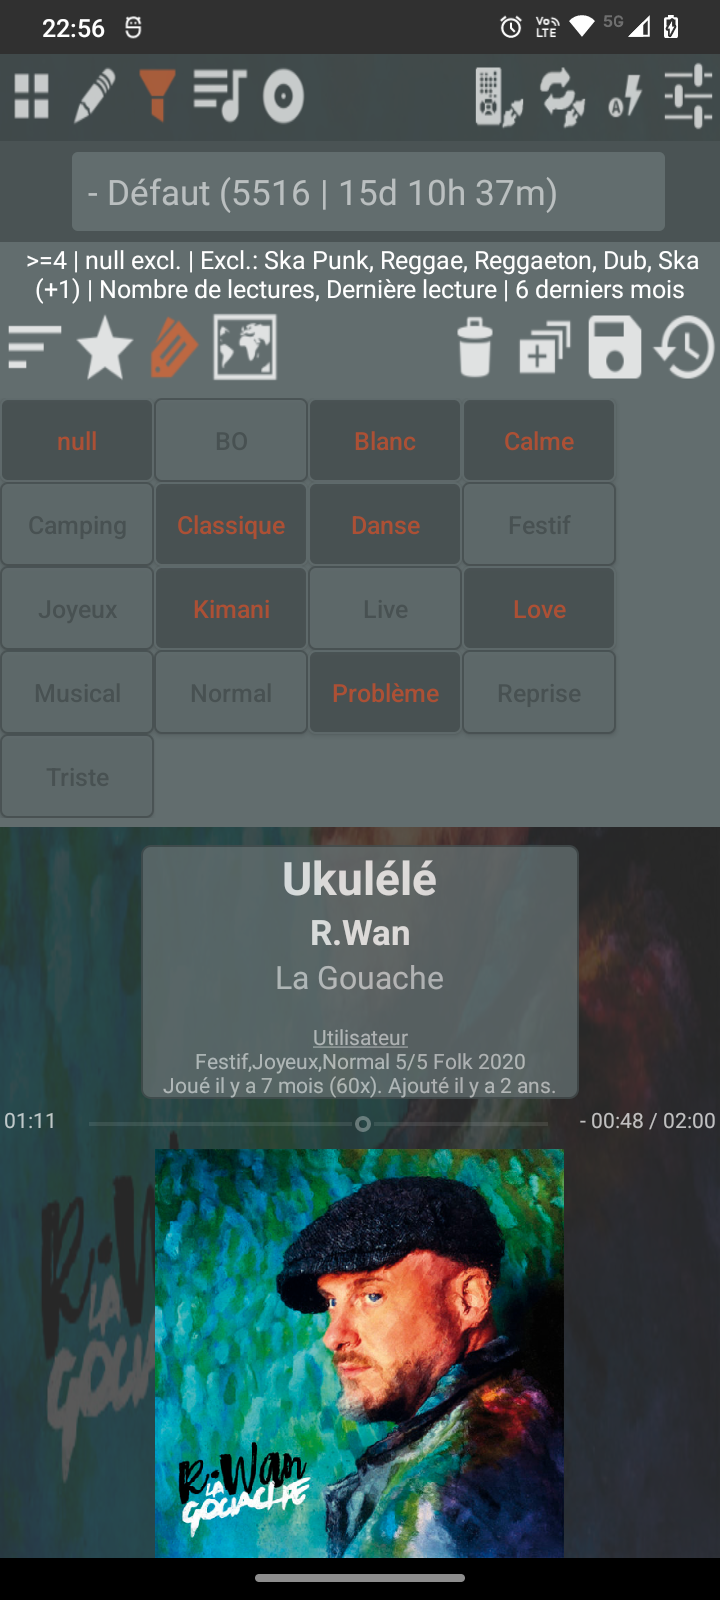 22:56
Vo))
LTE
5G
A
- Défaut (5516 | 15d 10h 37m)
>=4 | null excl. | Excl.: Ska Punk, Reggae, Reggaeton, Dub, Ska
(+1) | Nombre de lectures, Dernière lecture | 6 derniers mois
null BO Blanc Calme
Camping Classique Danse Festif
Joyeux Kimani Live Love
Musical Normal Problème Reprise
Triste
Ukulélé
R.Wan
La Gouache
Utilisateur
Festif,Joyeux,Normal 5/5 Folk 2020
Joué il y a 7 mois (60x). Ajouté il y a 2 ans.
01:11 - 00:48 / 02:00
R.Wan
LA
GOUACHE